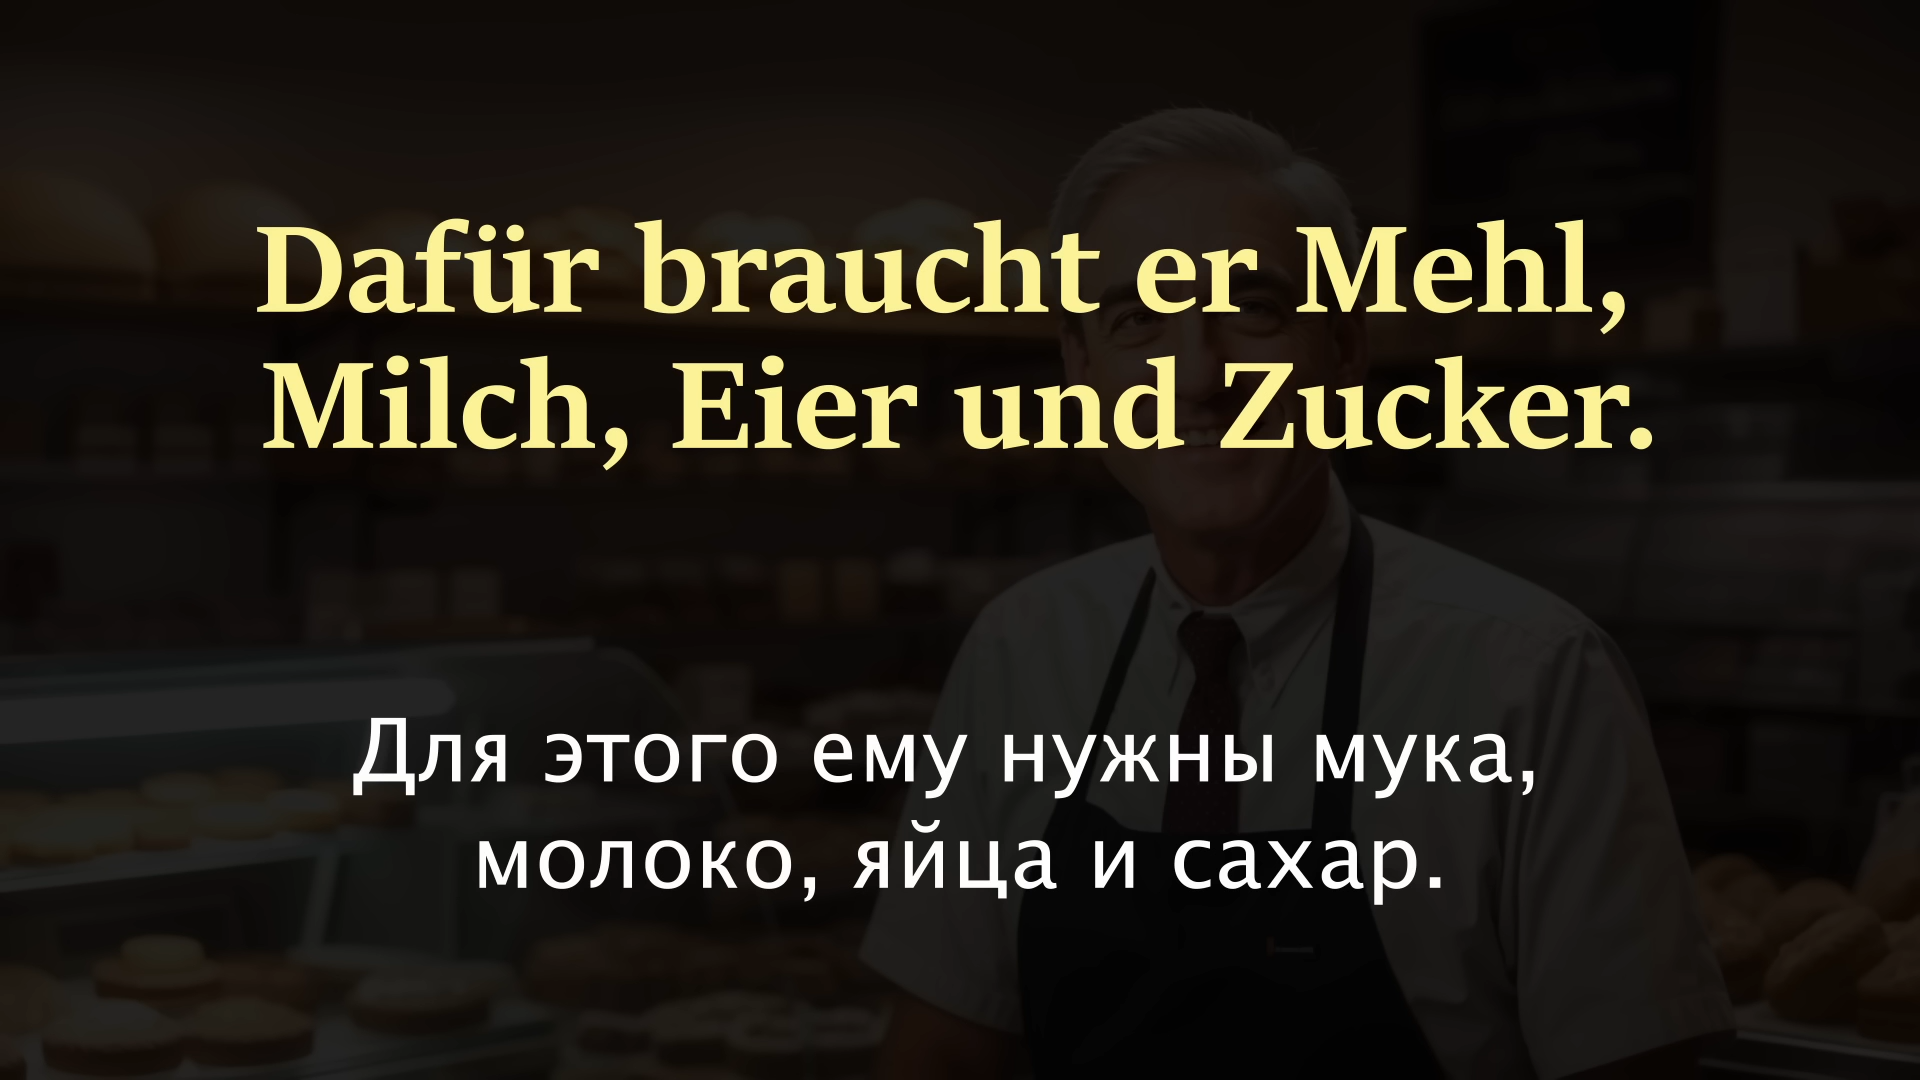 Dafür braucht er Mehl,
Milch, Eier und Zucker.
Для этого ему нужны мука,
молоко, яйца и сахар.